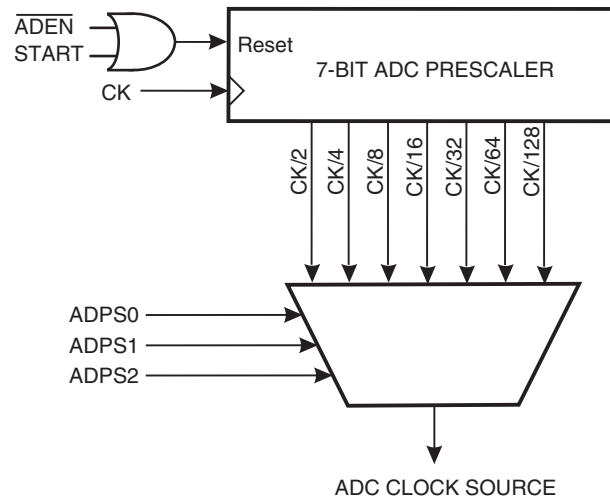 ADEN
START
Reset
7-BIT ADC PRESCALER
CK
CK/2
CK/4
CK/8
CK/16
CK/32
CK/64
CK/128
ADPS0
ADPS1
ADPS2
ADC CLOCK SOURCE